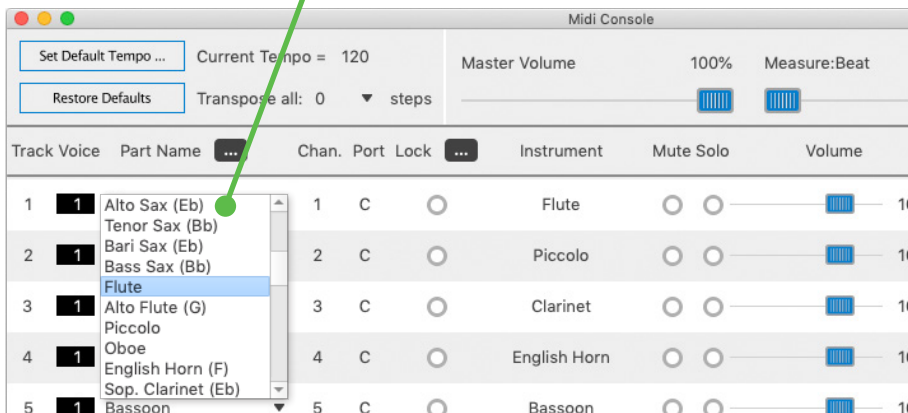 Midi Console
Set Default Tempo ... Current Tempo = 120 Master Volume 100% Measure:Beat
Restore Defaults Transpose all: 0 steps
Track Voice Part Name ... Chan. Port Lock ... Instrument Mute Solo Volume
1 1 Alto Sax (Eb) 1 C Flute
Tenor Sax (Bb)
2 1 Bari Sax (Eb) 2 C Piccolo
Bass Sax (Bb)
Flute
3 1 Alto Flute (G) 3 C Clarinet
Piccolo
4 1 Oboe 4 C English Horn
English Horn (F)
Sop. Clarinet (Eb)
5 1 Bassoon 5 C Bassoon